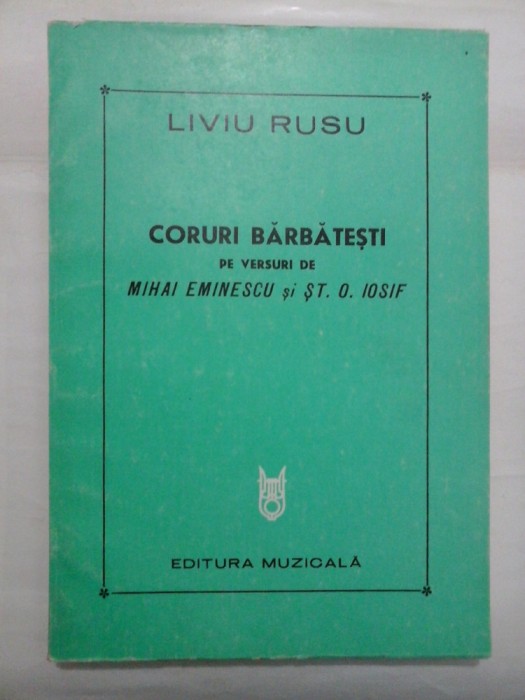 LIVIU RUSU
CORURI BĂRBĂTEȘTI
PE VERSURI DE
MIHAI EMINESCU și ȘT. O. IOSIF
EDITURA MUZICALĂ